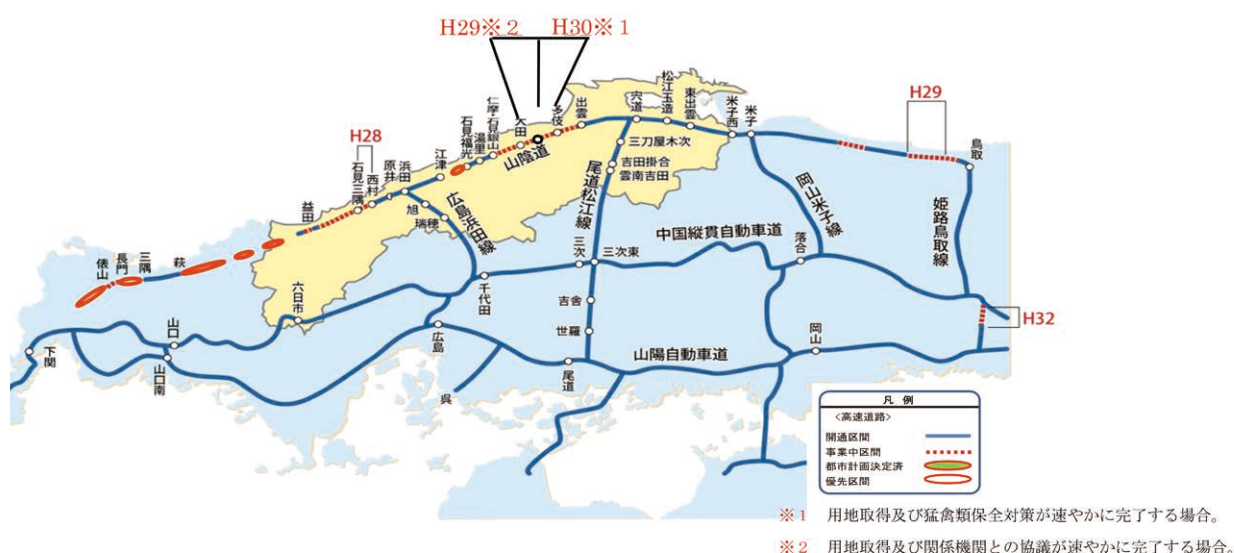 H29※2 H30※1
出雲
多伎
大田
仁摩・石見銀山
湯里
石見福光
江津
浜田
原井
西村
石見三隅
益田
H28
山陰道
宍道
松江玉造
東出雲
米子西
米子
H29
鳥取
三刀屋木次
吉田掛合
雲南吉田
尾道松江線
岡山米子線
姫路鳥取線
広島浜田線
旭
瑞穂
中国縦貫自動車道
落合
三次
三次東
千代田
六日市
萩
三隅
長門
俵山
H32
吉舎
世羅
山口
山口南
下関
広島
呉
尾道
山陽自動車道
岡山
凡 例
<高速道路>
開通区間
事業中区間
都市計画決定済
優先区間
※1 用地取得及び猛禽類保全対策が速やかに完了する場合。
※2 用地取得及び関係機関との協議が速やかに完了する場合。